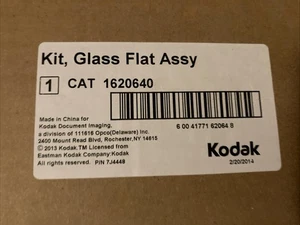 Kit, Glass Flat Assy
1 CAT 1620640
Made in China for
Kodak Document Imaging,
a division of 111616 Opco(Delaware) Inc.
2400 Mount Read Blvd, Rochester,NY 14615
© 2013 Kodak.TM Licensed from
Eastman Kodak Company:Kodak
All rights reserved. P/N 7J4449
6 00 41771 62064 8
Kodak
2/20/2014